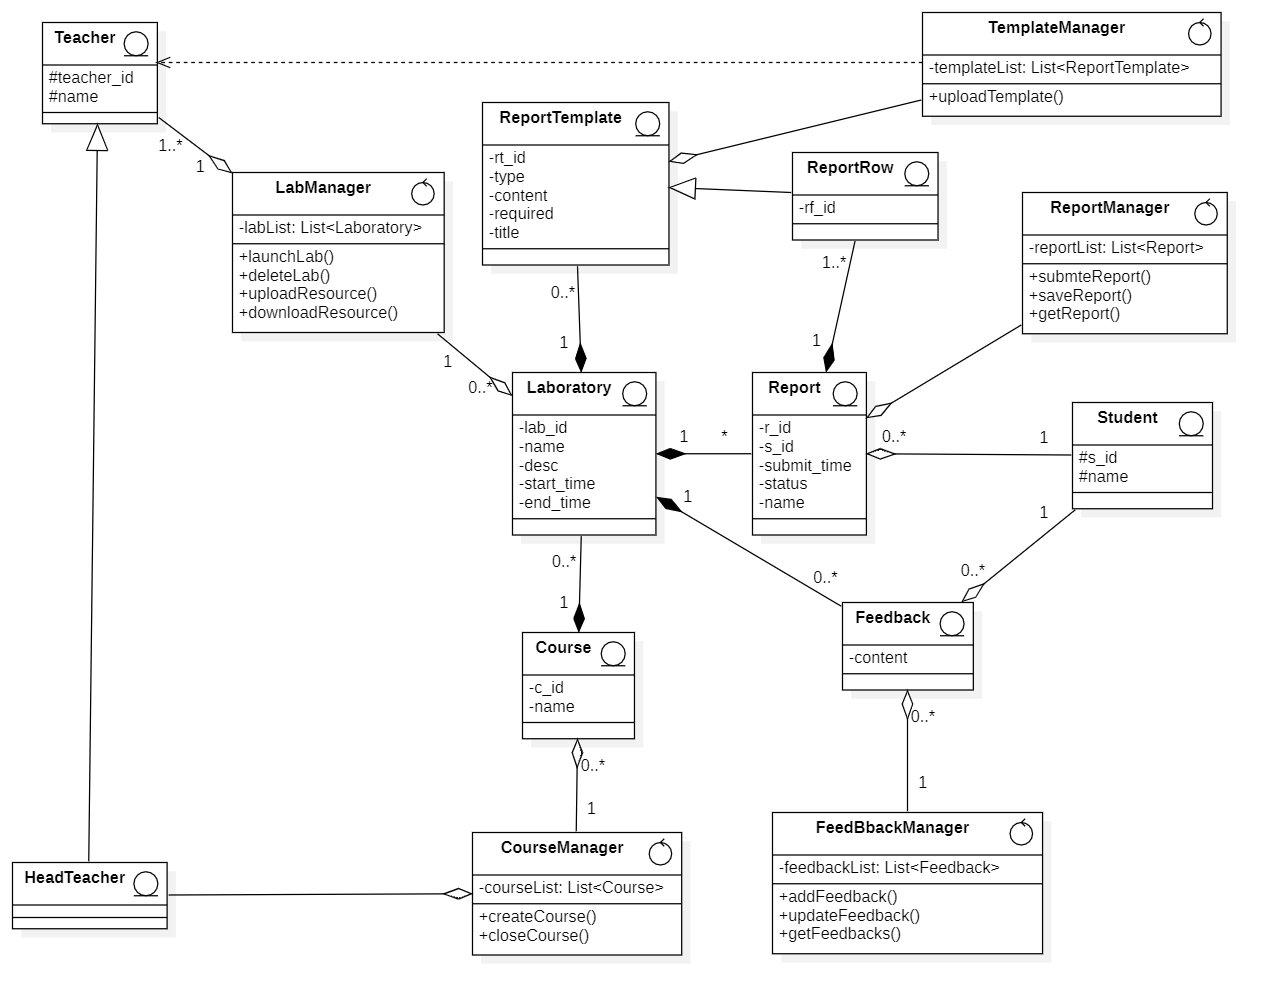 Teacher
#teacher_id
#name
TemplateManager
-templateList: List<ReportTemplate>
+uploadTemplate()
ReportTemplate
-rt_id
-type
-content
-required
-title
1..*
1
LabManager
-labList: List<Laboratory>
+launchLab()
+deleteLab()
+uploadResource()
+downloadResource()
ReportRow
-rf_id
ReportManager
-reportList: List<Report>
+submteReport()
+saveReport()
+getReport()
1..*
0..*
1
1
1
0..*
Laboratory
-lab_id
-name
-desc
-start_time
-end_time
Report
-r_id
-s_id
-submit_time
-status
-name
Student
#s_id
#name
1
*
0..*
1
1
0..*
1
0..*
0..*
1
Feedback
-content
Course
-c_id
-name
0..*
1
0..*
1
HeadTeacher
CourseManager
-courseList: List<Course>
+createCourse()
+closeCourse()
FeedBbackManager
-feedbackList: List<Feedback>
+addFeedback()
+updateFeedback()
+getFeedbacks()